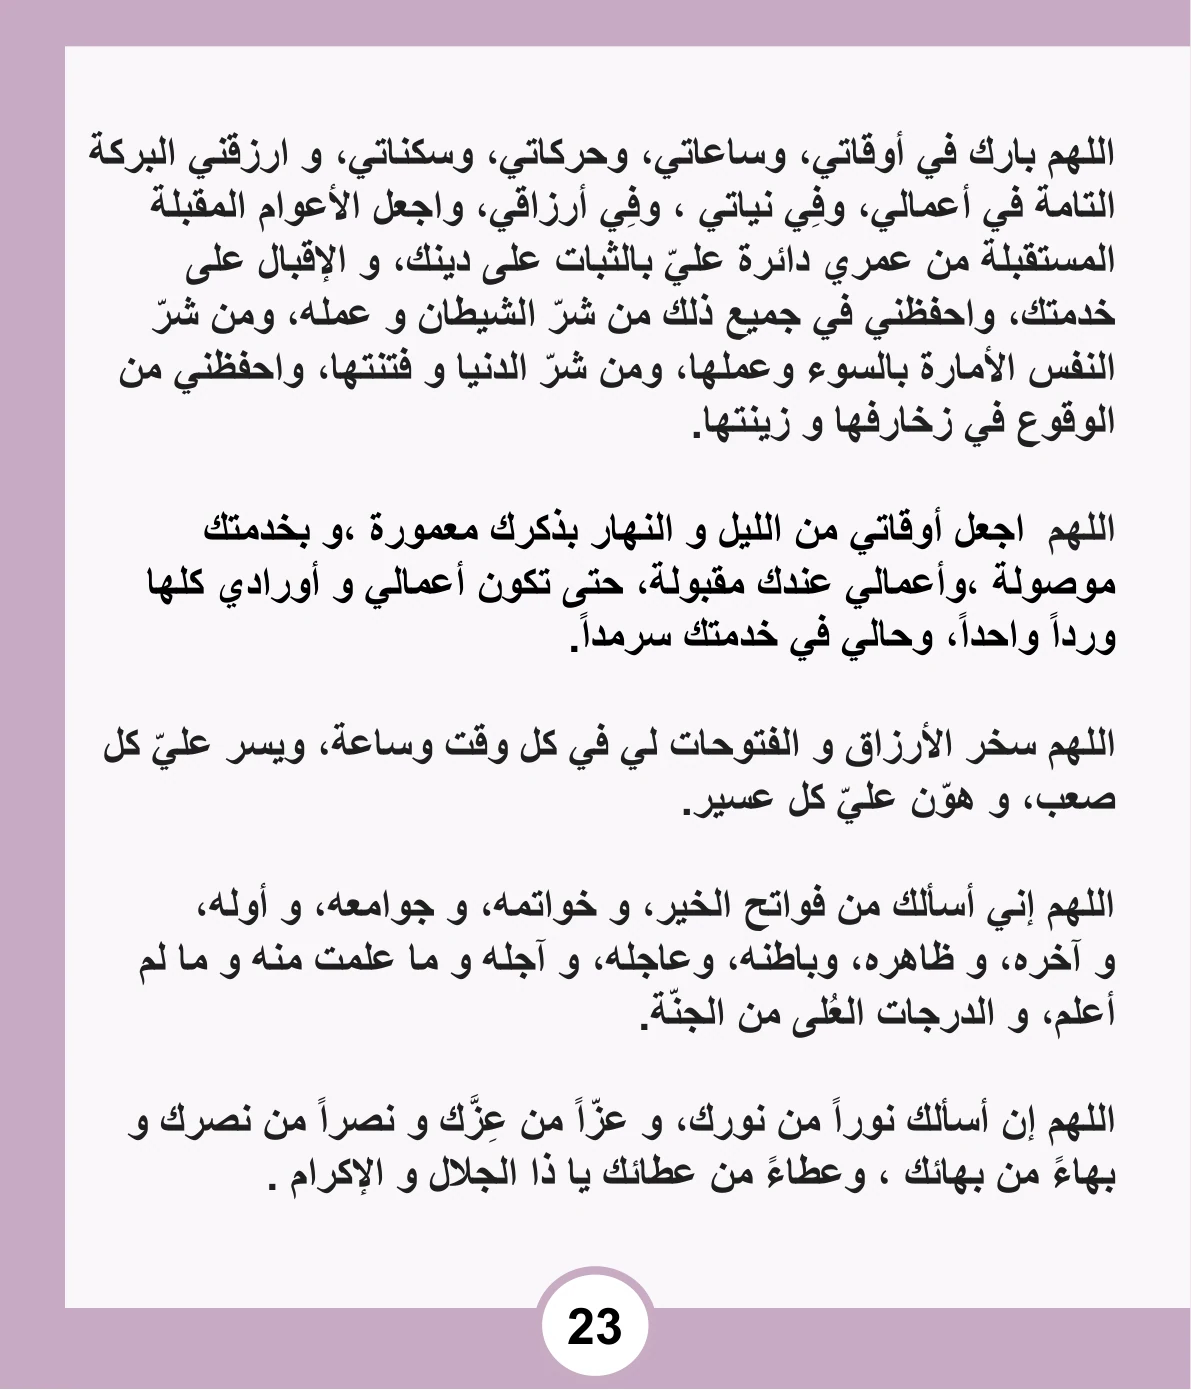 اللهم بارك في أوقاتي، وساعاتي، وحركاتي، وسكناتي، و ارزقني البركة
التامة في أعمالي، وفِي نياتي ، وفِي أرزاقي، واجعل الأعوام المقبلة
المستقبلة من عمري دائرة عليّ بالثبات على دينك، و الإقبال على
خدمتك، واحفظني في جميع ذلك من شرّ الشيطان و عمله، ومن شرّ
النفس الأمارة بالسوء وعملها، ومن شرّ الدنيا و فتنتها، واحفظني من
الوقوع في زخارفها و زينتها.
اللهم  اجعل أوقاتي من الليل و النهار بذكرك معمورة ،و بخدمتك
موصولة ،وأعمالي عندك مقبولة، حتى تكون أعمالي و أورادي كلها
ورداً واحداً، وحالي في خدمتك سرمداً.
اللهم سخر الأرزاق و الفتوحات لي في كل وقت وساعة، ويسر عليّ كل
صعب، و هوّن عليّ كل عسير.
اللهم إني أسألك من فواتح الخير، و خواتمه، و جوامعه، و أوله،
و آخره، و ظاهره، وباطنه، وعاجله، و آجله و ما علمت منه و ما لم
أعلم، و الدرجات العُلى من الجنّة.
اللهم إن أسألك نوراً من نورك، و عزّاً من عِزَّك و نصراً من نصرك و
بهاءً من بهائك ، وعطاءً من عطائك يا ذا الجلال و الإكرام .
23